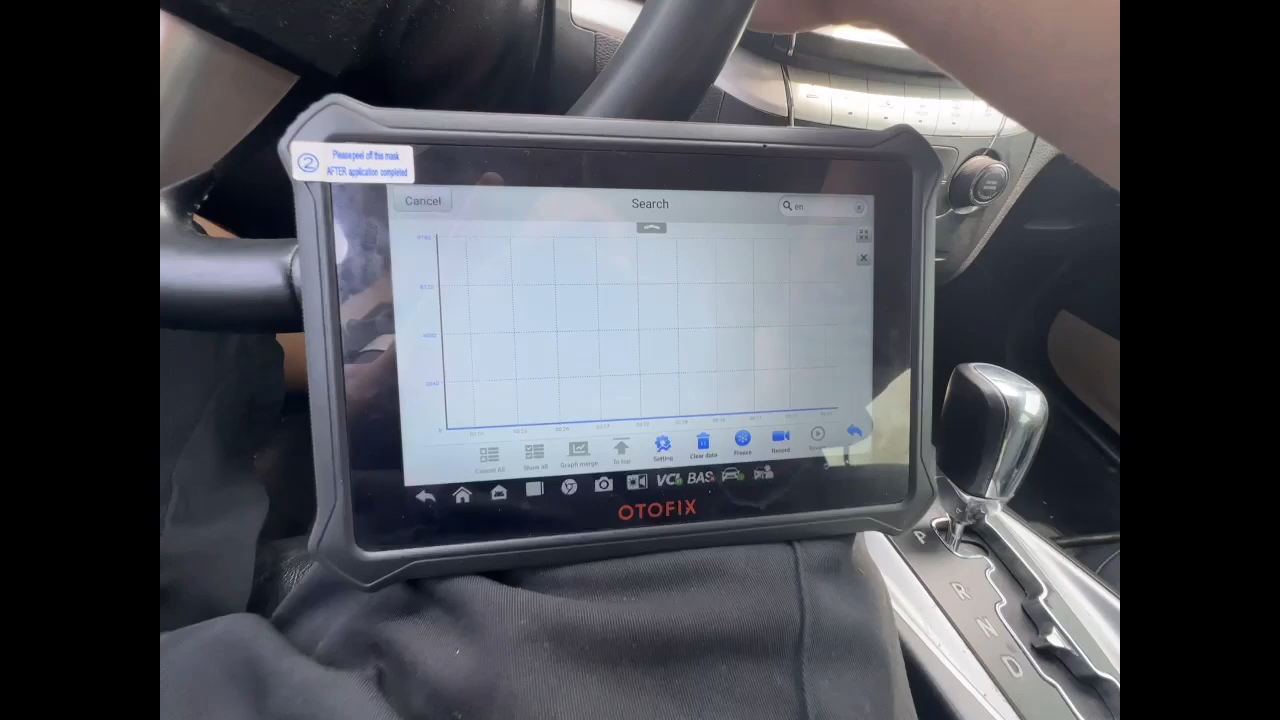 ②
Please peel off this mask
AFTER application completed
Cancel
Search
en
Cancel All
Show all
Graph merge
To top
Setting
Clear data
Freeze
Record
VCI
BAS
OTOFIX
P
R
N
D